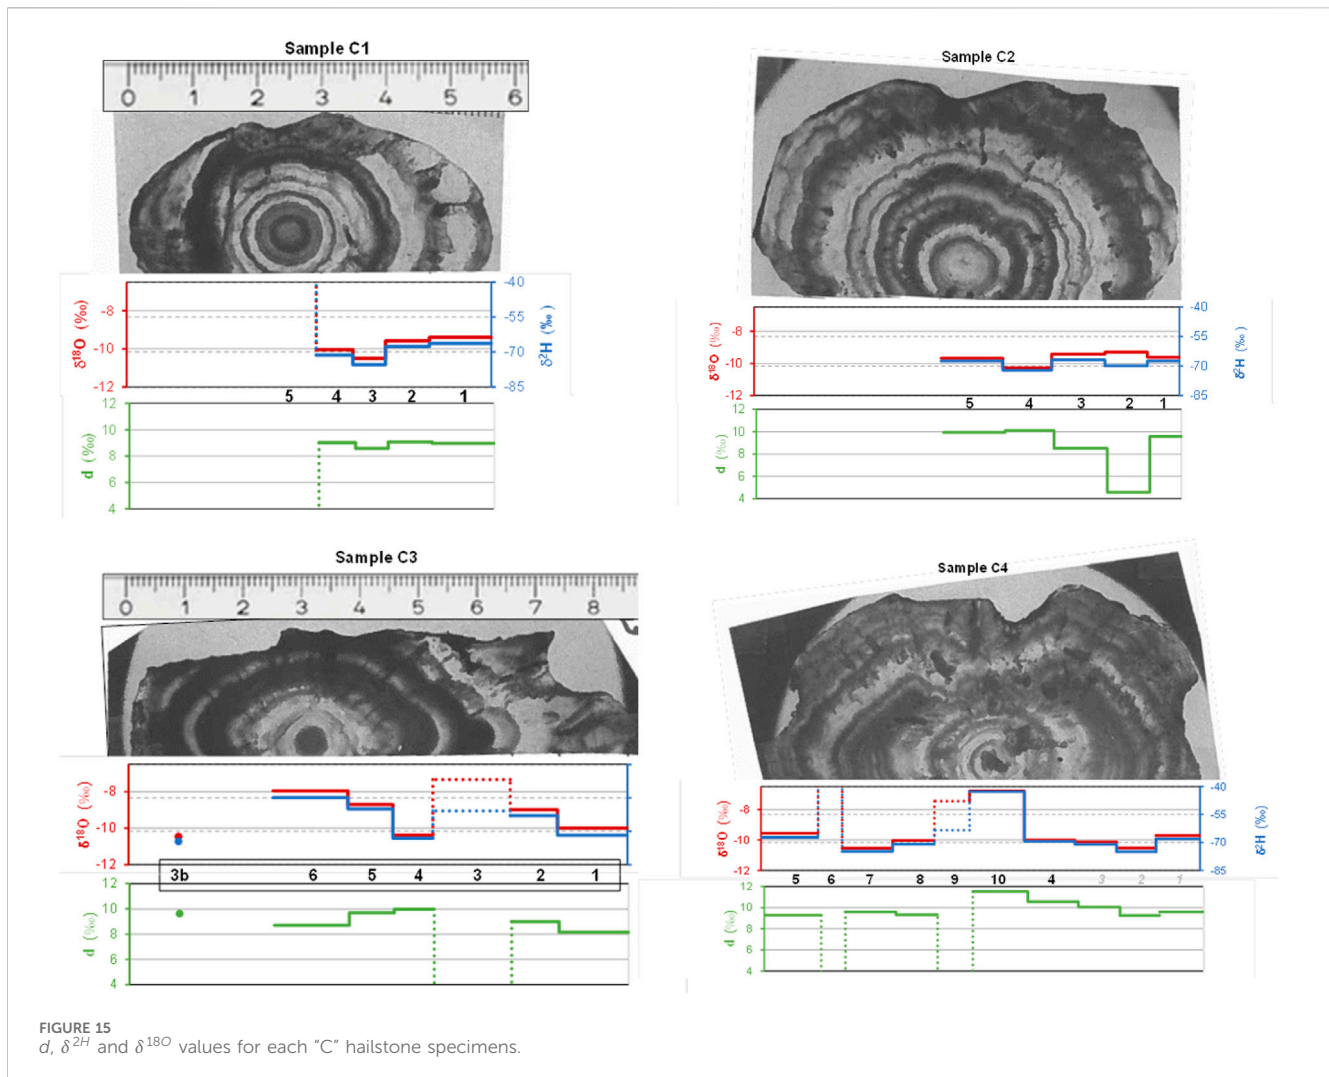 Sample C1
0 1 2 3 4 5 6
δ18O (‰)
-8
-10
-12
-40
-55
-70
-85
δ2H (‰)
5 4 3 2 1
d (‰)
12
10
8
6
4
Sample C2
δ18O (‰)
-8
-10
-12
-40
-55
-70
-85
δ2H (‰)
5 4 3 2 1
d (‰)
12
10
8
6
4
Sample C3
0 1 2 3 4 5 6 7 8
δ18O (‰)
-8
-10
-12
3b 6 5 4 3 2 1
d (‰)
12
10
8
6
4
Sample C4
δ18O (‰)
-8
-10
-12
-40
-55
-70
-85
δ2H (‰)
5 6 7 8 9 10 4 3 2 1
d (‰)
12
10
8
6
4
FIGURE 15
d, δ2H and δ18O values for each “C” hailstone specimens.